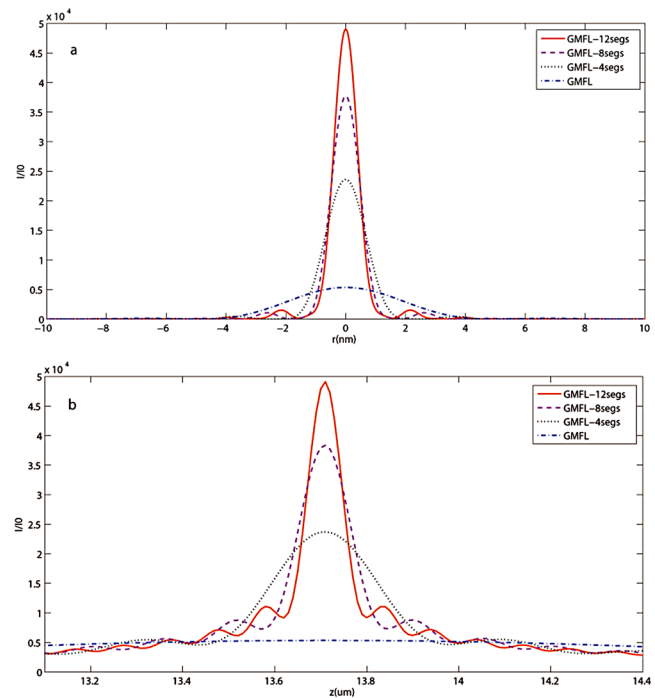 x 10⁴
a
GMFL-12segs
GMFL-8segs
GMFL-4segs
GMFL
5
4.5
4
3.5
3
2.5
2
1.5
1
0.5
0
I/I0
-10 -8 -6 -4 -2 0 2 4 6 8 10
r(nm)
x 10⁴
b
GMFL-12segs
GMFL-8segs
GMFL-4segs
GMFL
5
4.5
4
3.5
3
2.5
2
1.5
1
0.5
0
I/I0
13.2 13.4 13.6 13.8 14 14.2 14.4
z(um)